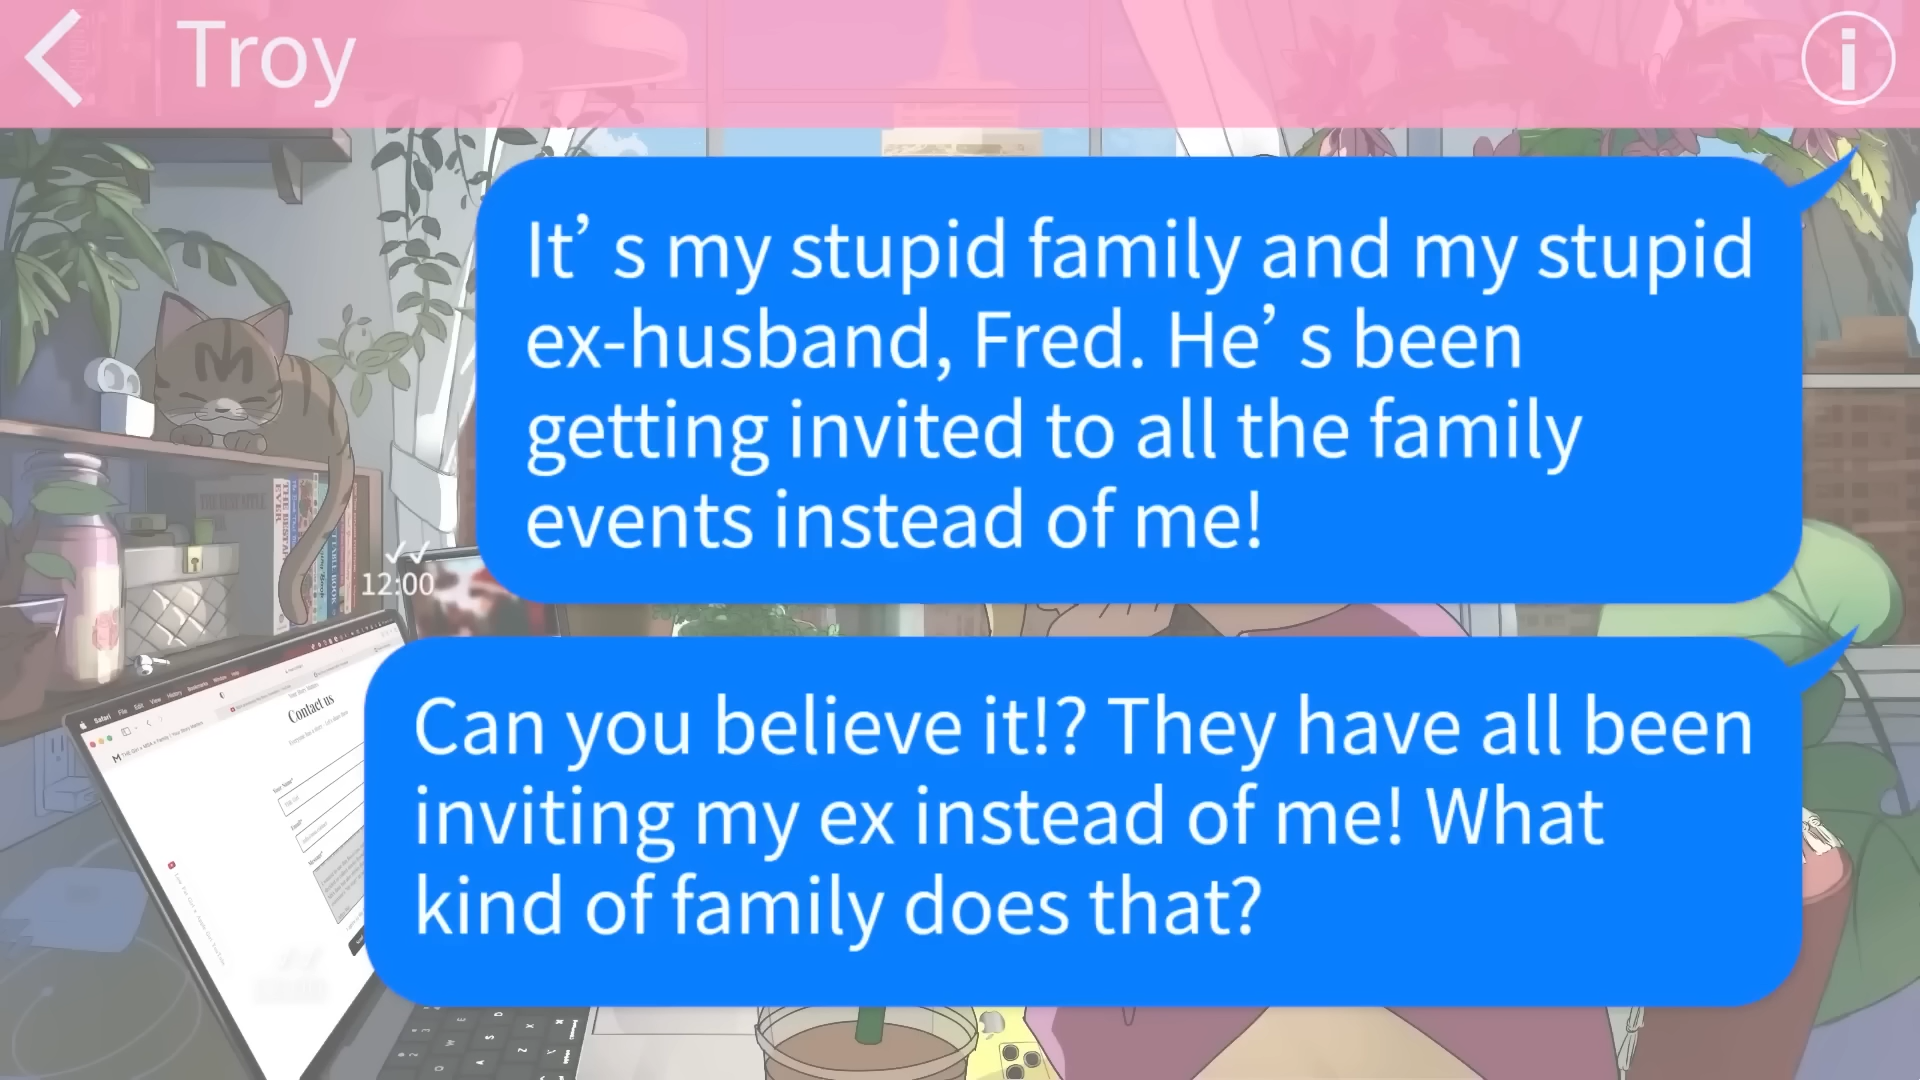 Troy
It’s my stupid family and my stupid
ex-husband, Fred. He’s been
getting invited to all the family
events instead of me!
12:00
Can you believe it!? They have all been
inviting my ex instead of me! What
kind of family does that?
Contact us